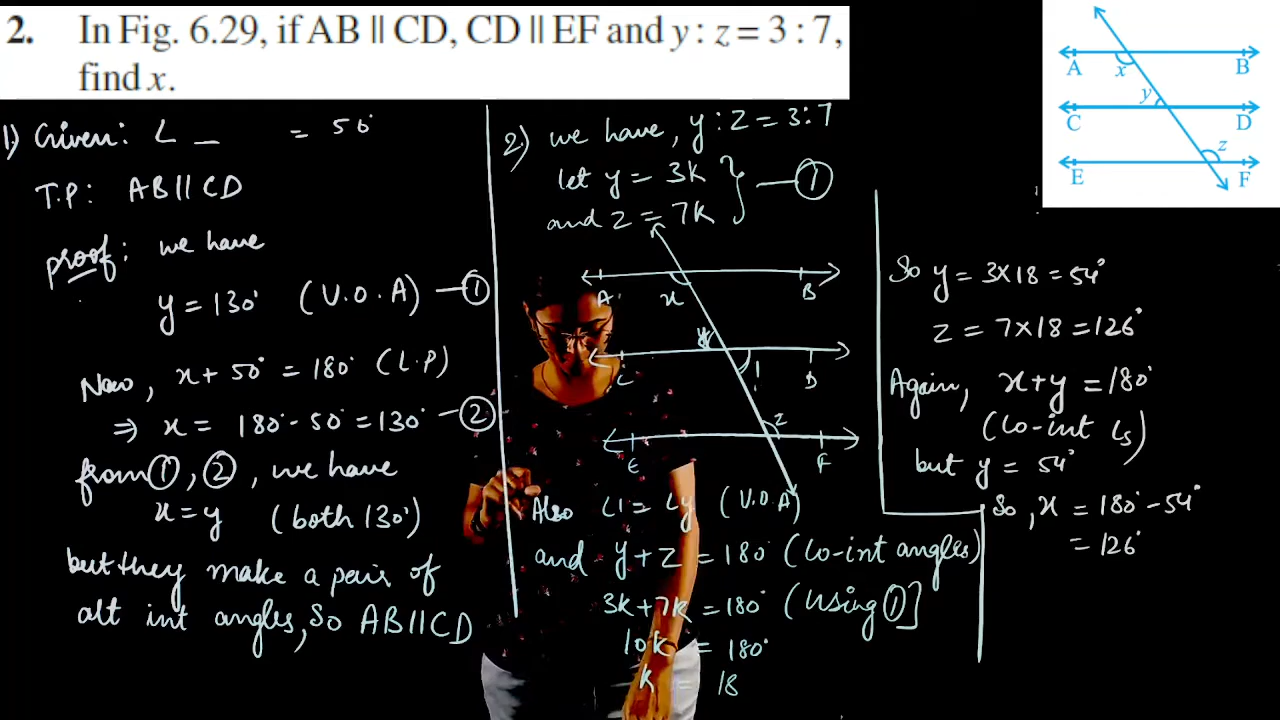 2. In Fig. 6.29, if AB || CD, CD || EF and y : z = 3 : 7,
find x.
A B
x
y
C D
z
E F
1) Given: ∠ _ = 50°
T.P: AB || CD
proof: we have
y = 130° (V.O.A) — ①
Now, x + 50° = 180° (L.P)
⇒ x = 180° - 50° = 130° — ②
from ①, ②, we have
x = y (both 130°)
but they make a pair of
alt int angles, So AB || CD
2) we have, y : z = 3 : 7
let y = 3k
and z = 7k } — ①
A x B
y
C 1 D
z
E F
Also ∠1 = ∠y (V.O.A)
and y + z = 180° (Co-int angles)
3k + 7k = 180° (Using ①]
10k = 180°
k = 18
So y = 3×18 = 54°
z = 7×18 = 126°
Again, x + y = 180°
(Co-int ∠s)
but y = 54°
So, x = 180° - 54°
= 126°